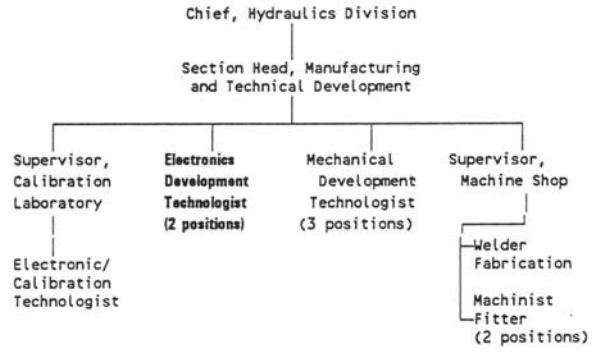 Chief, Hydraulics Division
Section Head, Manufacturing
and Technical Development
Supervisor,
Calibration
Laboratory
Electronics
Development
Technologist
(2 positions)
Mechanical
Development
Technologist
(3 positions)
Supervisor,
Machine Shop
Electronic/
Calibration
Technologist
Welder
Fabrication
Machinist
Fitter
(2 positions)